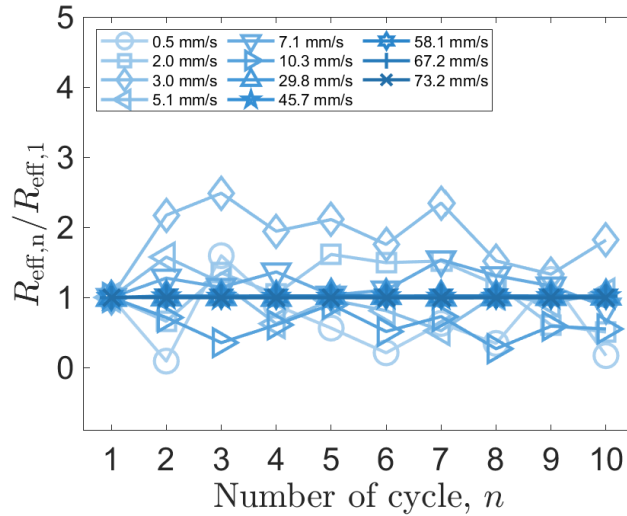 5
4
3
2
1
0
R_eff,n/R_eff,1
0.5 mm/s
2.0 mm/s
3.0 mm/s
5.1 mm/s
7.1 mm/s
10.3 mm/s
29.8 mm/s
45.7 mm/s
58.1 mm/s
67.2 mm/s
73.2 mm/s
1 2 3 4 5 6 7 8 9 10
Number of cycle, n